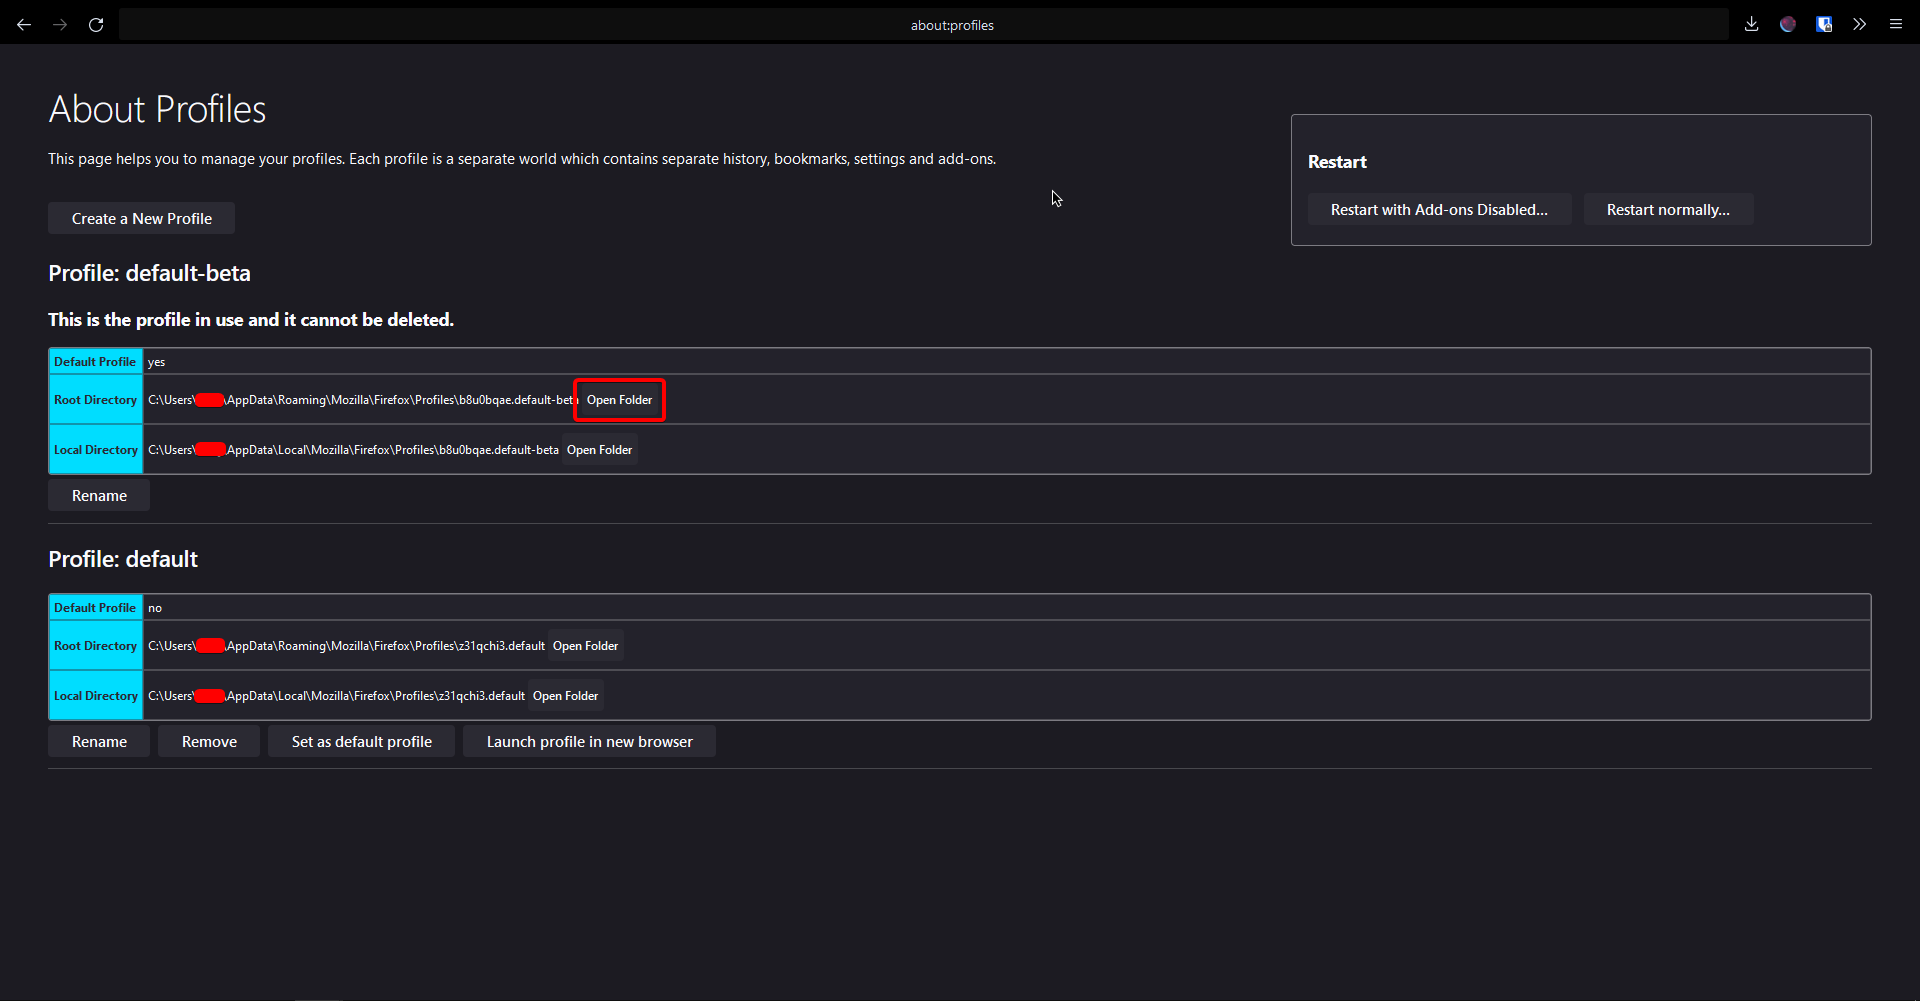 about:profiles
About Profiles
This page helps you to manage your profiles. Each profile is a separate world which contains separate history, bookmarks, settings and add-ons.
Restart
Restart with Add-ons Disabled...
Restart normally...
Create a New Profile
Profile: default-beta
This is the profile in use and it cannot be deleted.
Default Profile yes
Root Directory C:\Users\ \AppData\Roaming\Mozilla\Firefox\Profiles\b8u0bqae.default-beta Open Folder
Local Directory C:\Users\ \AppData\Local\Mozilla\Firefox\Profiles\b8u0bqae.default-beta Open Folder
Rename
Profile: default
Default Profile no
Root Directory C:\Users\ \AppData\Roaming\Mozilla\Firefox\Profiles\z31qchi3.default Open Folder
Local Directory C:\Users\ \AppData\Local\Mozilla\Firefox\Profiles\z31qchi3.default Open Folder
Rename Remove Set as default profile Launch profile in new browser